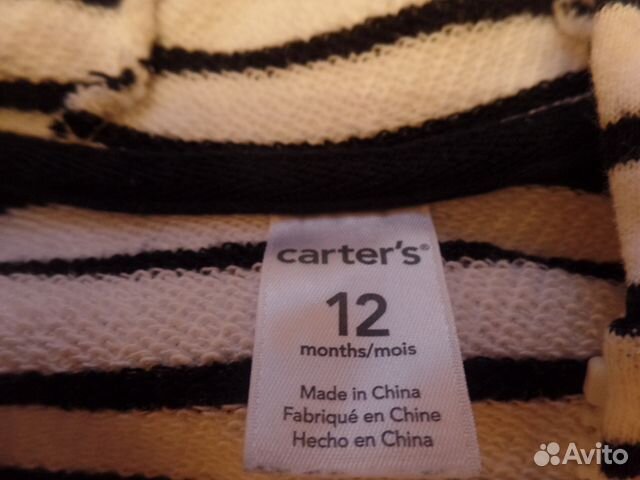 carter's®
12
months/mois
Made in China
Fabriqué en Chine
Hecho en China
Avito